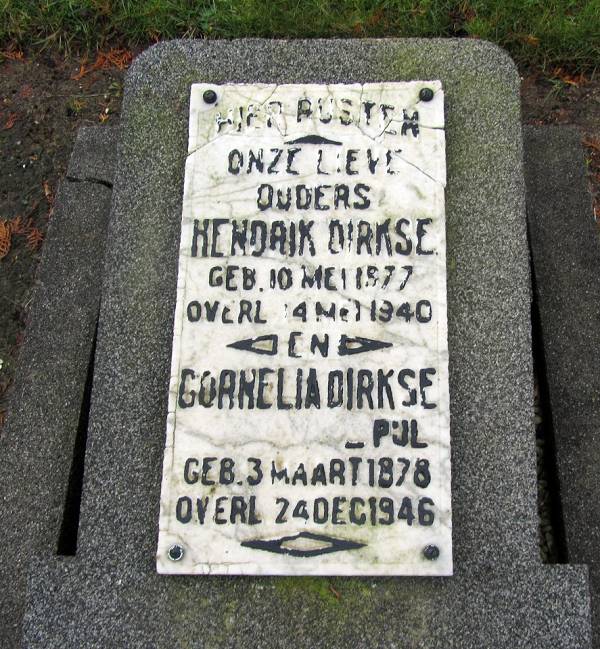 HIER RUSTEN
ONZE LIEVE
OUDERS
HENDRIK DIRKSE
GEB. 10 MEI 1877
OVERL 14 MEI 1940
EN
CORNELIA DIRKSE
_ PIJL
GEB. 3 MAART 1878
OVERL 24 DEC 1946